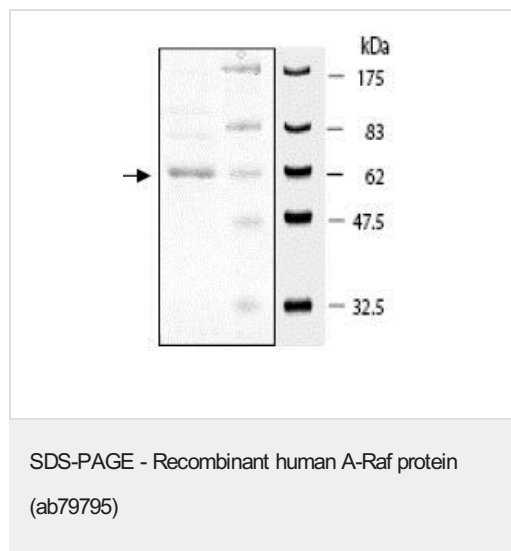 kDa
175
83
62
47.5
32.5
SDS-PAGE - Recombinant human A-Raf protein
(ab79795)